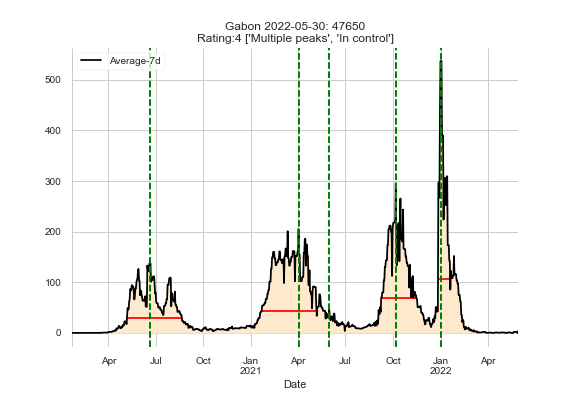 Gabon 2022-05-30: 47650
Rating:4 ['Multiple peaks', 'In control']
Average-7d
500
400
300
200
100
0
Apr Jul Oct Jan Apr Jul Oct Jan Apr
2021 2022
Date